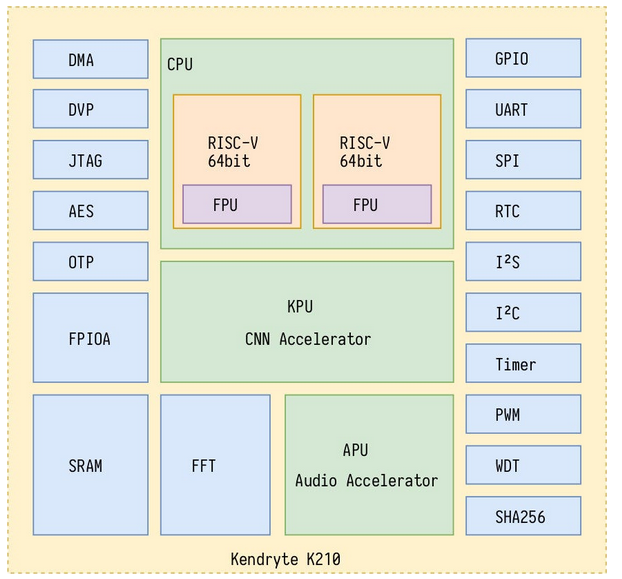 DMA
DVP
JTAG
AES
OTP
FPIOA
SRAM
CPU
RISC-V
64bit
FPU
RISC-V
64bit
FPU
KPU
CNN Accelerator
FFT
APU
Audio Accelerator
GPIO
UART
SPI
RTC
I²S
I²C
Timer
PWM
WDT
SHA256
Kendryte K210